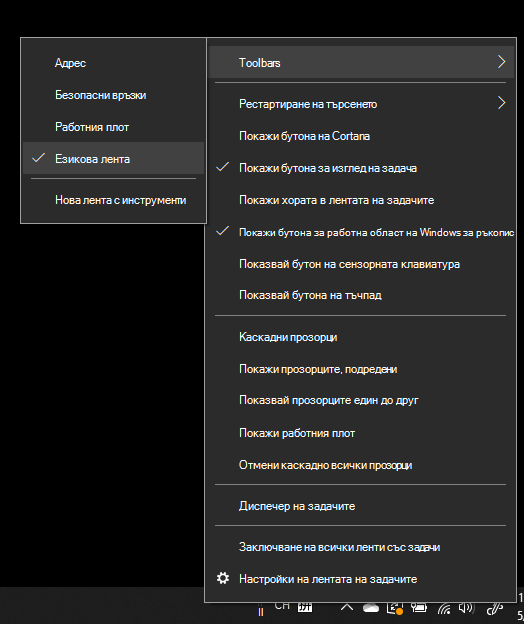 Адрес
Безопасни връзки
Работния плот
Езикова лента
Нова лента с инструменти
Toolbars
Рестартиране на търсенето
Покажи бутона на Cortana
Покажи бутона за изглед на задача
Покажи хората в лентата на задачите
Покажи бутона за работна област на Windows за ръкопис
Показвай бутон на сензорната клавиатура
Показвай бутона на тъчпад
Каскадни прозорци
Покажи прозорците, подредени
Показвай прозорците един до друг
Покажи работния плот
Отмени каскадно всички прозорци
Диспечер на задачите
Заключване на всички ленти със задачи
Настройки на лентата на задачите
CH 拼